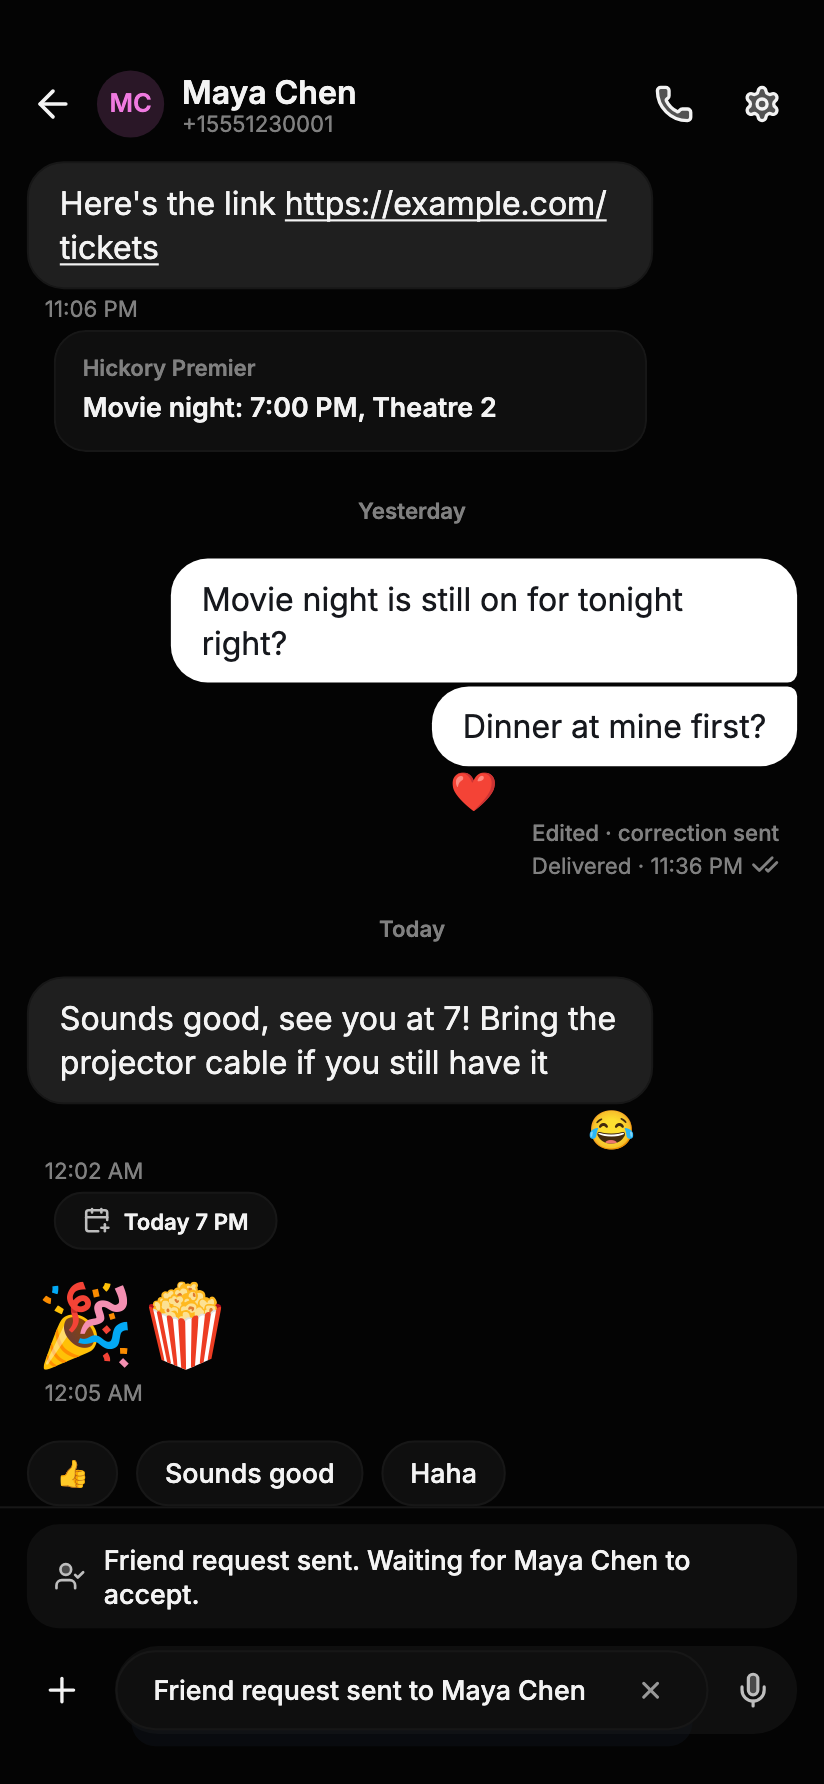 MC
Maya Chen
+15551230001
Here's the link https://example.com/
tickets
11:06 PM
Hickory Premier
Movie night: 7:00 PM, Theatre 2
Yesterday
Movie night is still on for tonight
right?
Dinner at mine first?
❤️
Edited · correction sent
Delivered · 11:36 PM
Today
Sounds good, see you at 7! Bring the
projector cable if you still have it
😂
12:02 AM
Today 7 PM
🎉🍿
12:05 AM
👍 Sounds good Haha
Friend request sent. Waiting for Maya Chen to
accept.
Friend request sent to Maya Chen